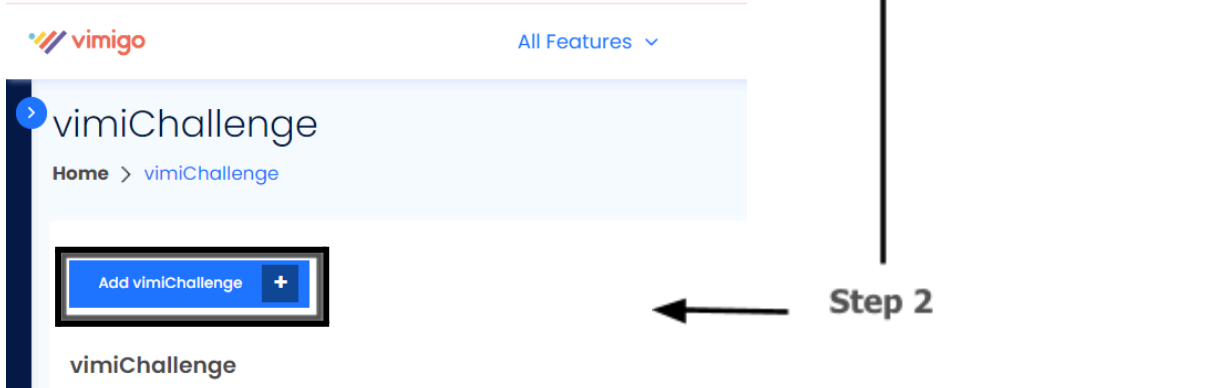 vimigo
All Features
vimiChallenge
Home > vimiChallenge
Add vimiChallenge +
Step 2
vimiChallenge